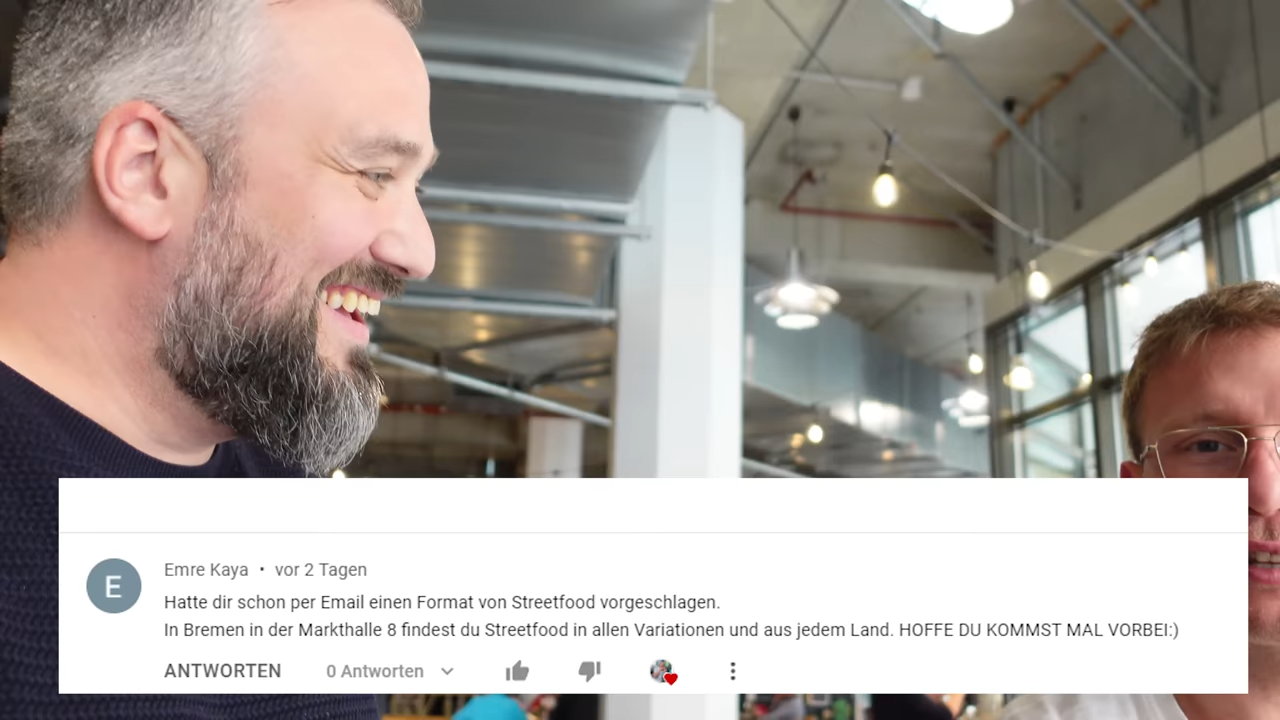 E
Emre Kaya • vor 2 Tagen
Hatte dir schon per Email einen Format von Streetfood vorgeschlagen.
In Bremen in der Markthalle 8 findest du Streetfood in allen Variationen und aus jedem Land. HOFFE DU KOMMST MAL VORBEI:)
ANTWORTEN 0 Antworten